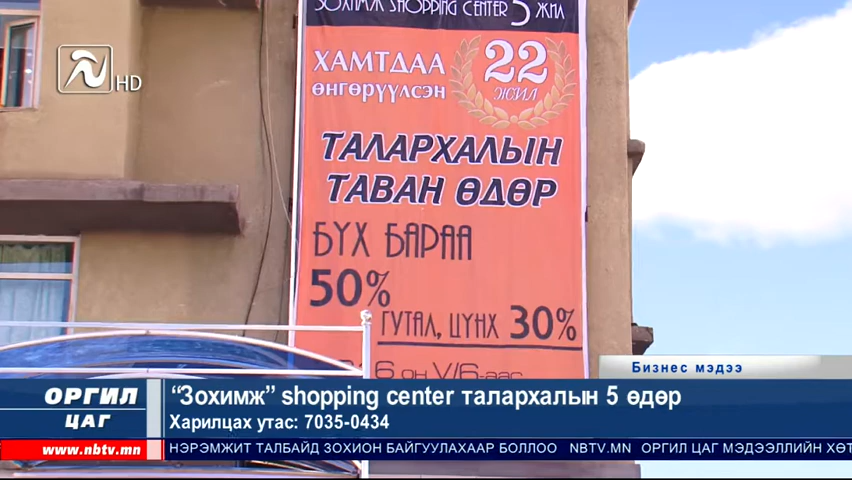 ЗОХИМЖ SHOPPING CENTER 5 ЖИЛ
ХАМТДАА
ӨНГӨРҮҮЛСЭН
22
ЖИЛ
ТАЛАРХАЛЫН
ТАВАН ӨДӨР
БҮХ БАРАА
50%
ГУТАЛ, ЦҮНХ 30%
HD
Бизнес мэдээ
ОРГИЛ
ЦАГ
“Зохимж” shopping center талархалын 5 өдөр
Харилцах утас: 7035-0434
www.nbtv.mn
НЭРЭМЖИТ ТАЛБАЙД ЗОХИОН БАЙГУУЛАХААР БОЛЛОО NBTV.MN ОРГИЛ ЦАГ МЭДЭЭЛЛИЙН ХӨТ